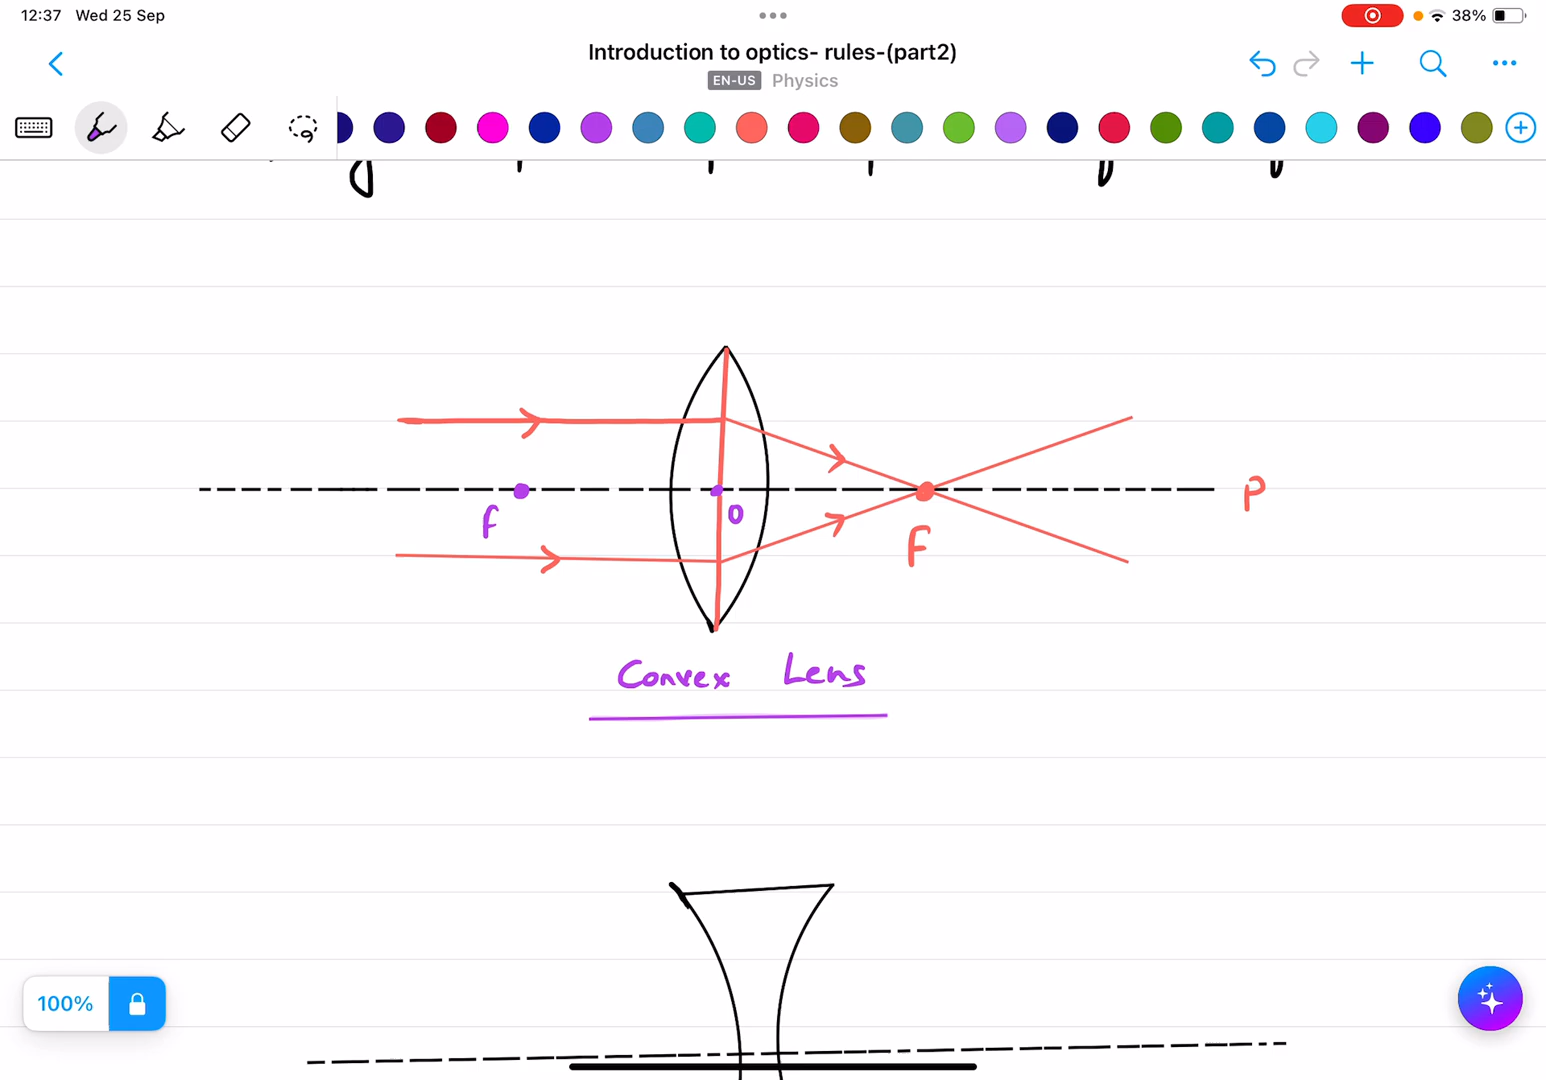 12:37 Wed 25 Sep
38%
Introduction to optics- rules-(part2)
EN-US Physics
P
f
O
F
Convex Lens
100%